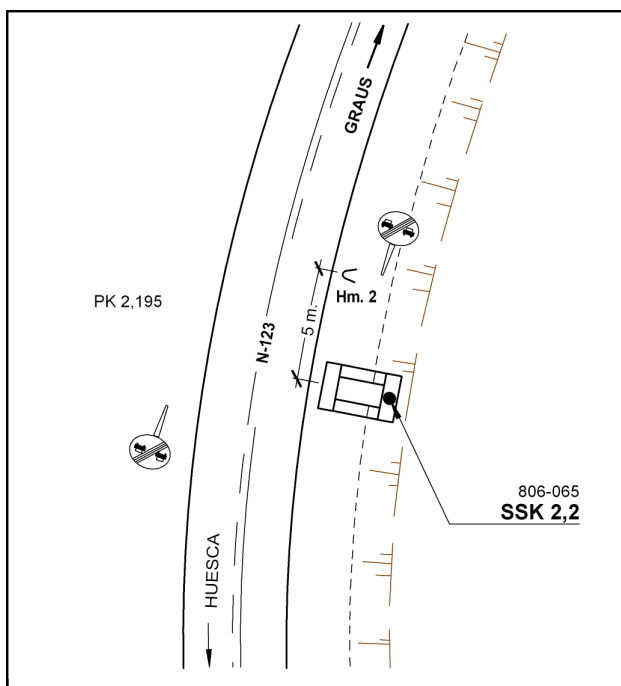 GRAUS
PK 2,195
Hm. 2
5 m.
N-123
806-065
SSK 2,2
HUESCA